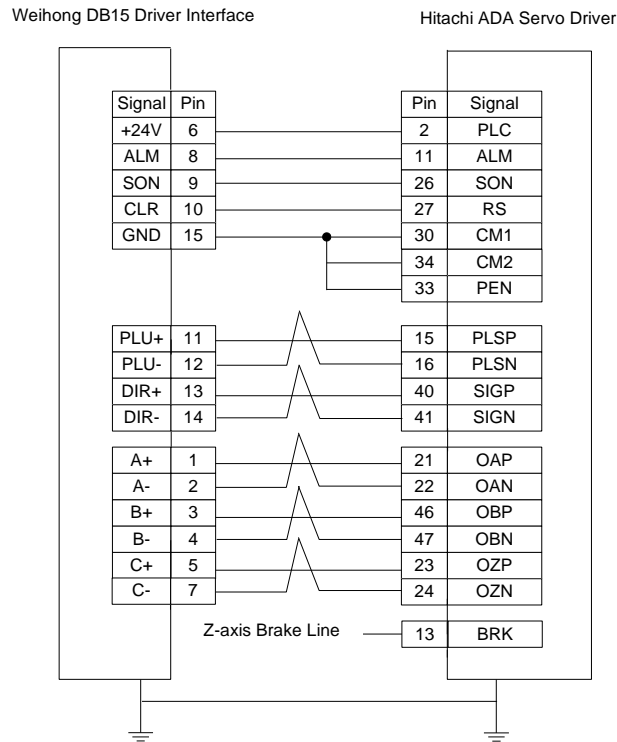 Weihong DB15 Driver Interface Hitachi ADA Servo Driver
Signal Pin Pin Signal
+24V 6 2 PLC
ALM 8 11 ALM
SON 9 26 SON
CLR 10 27 RS
GND 15 30 CM1
34 CM2
33 PEN
PLU+ 11 15 PLSP
PLU- 12 16 PLSN
DIR+ 13 40 SIGP
DIR- 14 41 SIGN
A+ 1 21 OAP
A- 2 22 OAN
B+ 3 46 OBP
B- 4 47 OBN
C+ 5 23 OZP
C- 7 24 OZN
Z-axis Brake Line 13 BRK